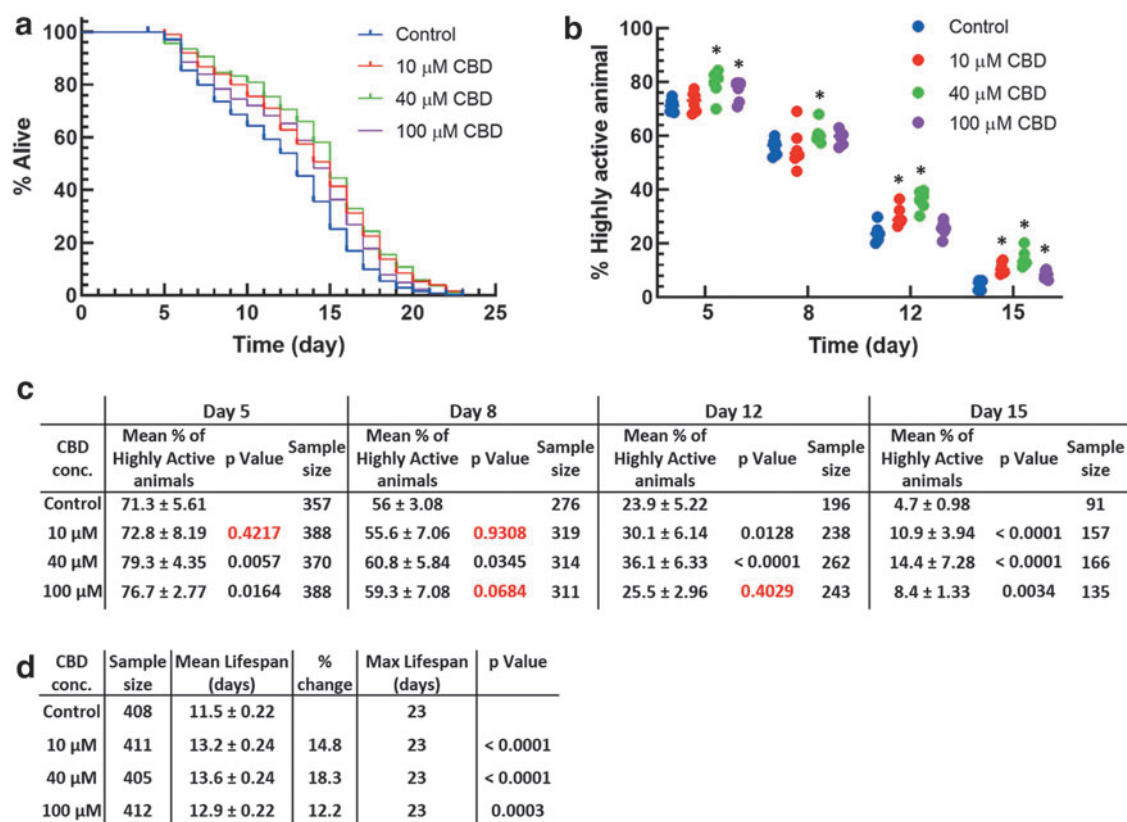 a
100
80
60
40
20
0
% Alive
0 5 10 15 20 25
Time (day)
Control
10 μM CBD
40 μM CBD
100 μM CBD
b
100
80
60
40
20
0
% Highly active animal
5 8 12 15
Time (day)
Control
10 μM CBD
40 μM CBD
100 μM CBD
* *
*
* *
* * *
c
Day 5 Day 8 Day 12 Day 15
CBD conc. Mean % of Highly Active animals p Value Sample size Mean % of Highly Active animals p Value Sample size Mean % of Highly Active animals p Value Sample size Mean % of Highly Active animals p Value Sample size
Control 71.3 ± 5.61 357 56 ± 3.08 276 23.9 ± 5.22 196 4.7 ± 0.98 91
10 μM 72.8 ± 8.19 0.4217 388 55.6 ± 7.06 0.9308 319 30.1 ± 6.14 0.0128 238 10.9 ± 3.94 < 0.0001 157
40 μM 79.3 ± 4.35 0.0057 370 60.8 ± 5.84 0.0345 314 36.1 ± 6.33 < 0.0001 262 14.4 ± 7.28 < 0.0001 166
100 μM 76.7 ± 2.77 0.0164 388 59.3 ± 7.08 0.0684 311 25.5 ± 2.96 0.4029 243 8.4 ± 1.33 0.0034 135
d
CBD conc. Sample size Mean Lifespan (days) % change Max Lifespan (days) p Value
Control 408 11.5 ± 0.22 23
10 μM 411 13.2 ± 0.24 14.8 23 < 0.0001
40 μM 405 13.6 ± 0.24 18.3 23 < 0.0001
100 μM 412 12.9 ± 0.22 12.2 23 0.0003